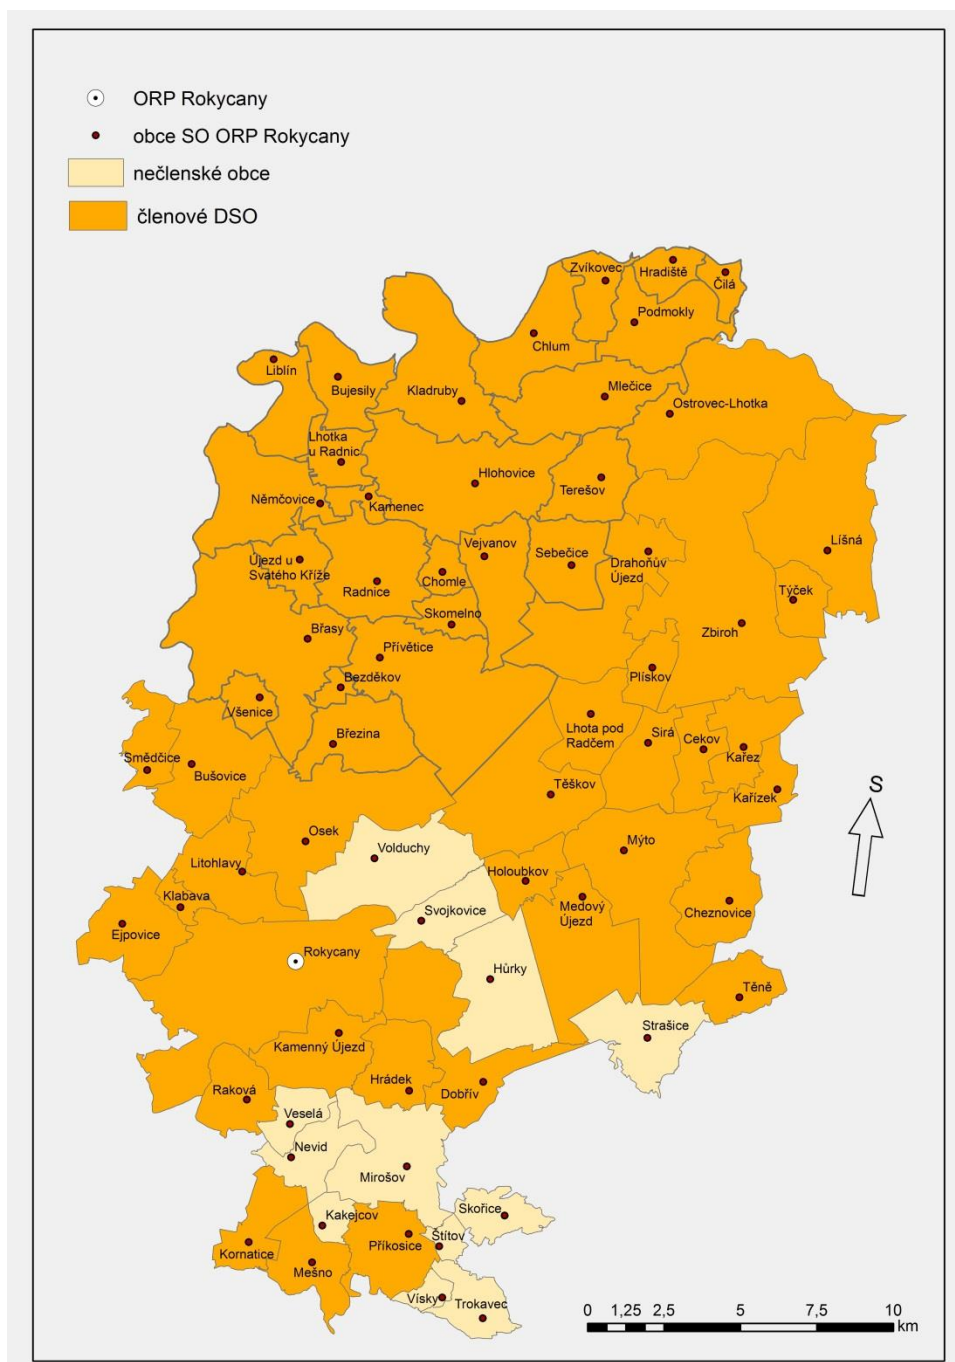 ORP Rokycany
obce SO ORP Rokycany
nečlenské obce
členové DSO
Zvíkovec
Hradiště
Čilá
Podmokly
Chlum
Liblín
Bujesily
Kladruby
Mlečice
Ostrovec-Lhotka
Lhotka
u Radnic
Hlohovice
Terešov
Němčovice
Kamenec
Líšná
Vejvanov
Sebečice
Drahoňův
Újezd
Újezd u
Svatého Kříže
Radnice
Chomle
Týček
Skomelno
Zbiroh
Břasy
Přívětice
Plískov
Bezděkov
Všenice
Lhota pod
Radčem
Sirá
Cekov
Kařez
Březina
Smědčice
Bušovice
Těškov
Kařízek
S
Osek
Volduchy
Mýto
Litohlavy
Holoubkov
Klabava
Medový
Újezd
Cheznovice
Svojkovice
Ejpovice
Rokycany
Hůrky
Těně
Strašice
Kamenný Újezd
Hrádek
Dobřív
Raková
Veselá
Nevid
Mirošov
Skořice
Kakejcov
Štítov
Příkosice
Kornatice
Mešno
Vísky
Trokavec
0 1,25 2,5 5 7,5 10
km